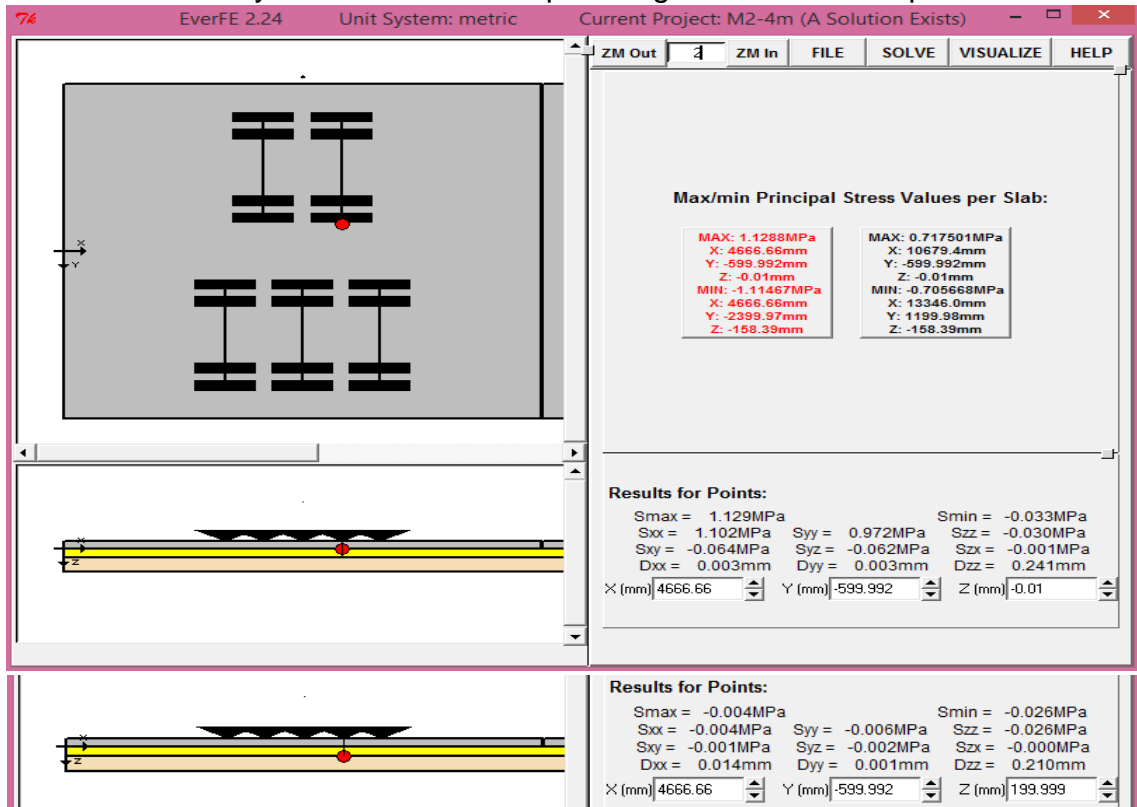 EverFE 2.24 Unit System: metric Current Project: M2-4m (A Solution Exists)
ZM Out ZM In FILE SOLVE VISUALIZE HELP
X
Y
Max/min Principal Stress Values per Slab:
MAX: 1.1288MPa
X: 4666.66mm
Y: -599.992mm
Z: -0.01mm
MIN: -1.11467MPa
X: 4666.66mm
Y: -2399.97mm
Z: -158.39mm
MAX: 0.717501MPa
X: 10679.4mm
Y: -599.992mm
Z: -0.01mm
MIN: -0.705668MPa
X: 13346.0mm
Y: 1199.98mm
Z: -158.39mm
X
Z
Results for Points:
Smax = 1.129MPa Smin = -0.033MPa
Sxx = 1.102MPa Syy = 0.972MPa Szz = -0.030MPa
Sxy = -0.064MPa Syz = -0.062MPa Szx = -0.001MPa
Dxx = 0.003mm Dyy = 0.003mm Dzz = 0.241mm
X (mm) 4666.66 Y (mm) -599.992 Z (mm) -0.01
X
Z
Results for Points:
Smax = -0.004MPa Smin = -0.026MPa
Sxx = -0.004MPa Syy = -0.006MPa Szz = -0.026MPa
Sxy = -0.001MPa Syz = -0.002MPa Szx = -0.000MPa
Dxx = 0.014mm Dyy = 0.001mm Dzz = 0.210mm
X (mm) 4666.66 Y (mm) -599.992 Z (mm) 199.999